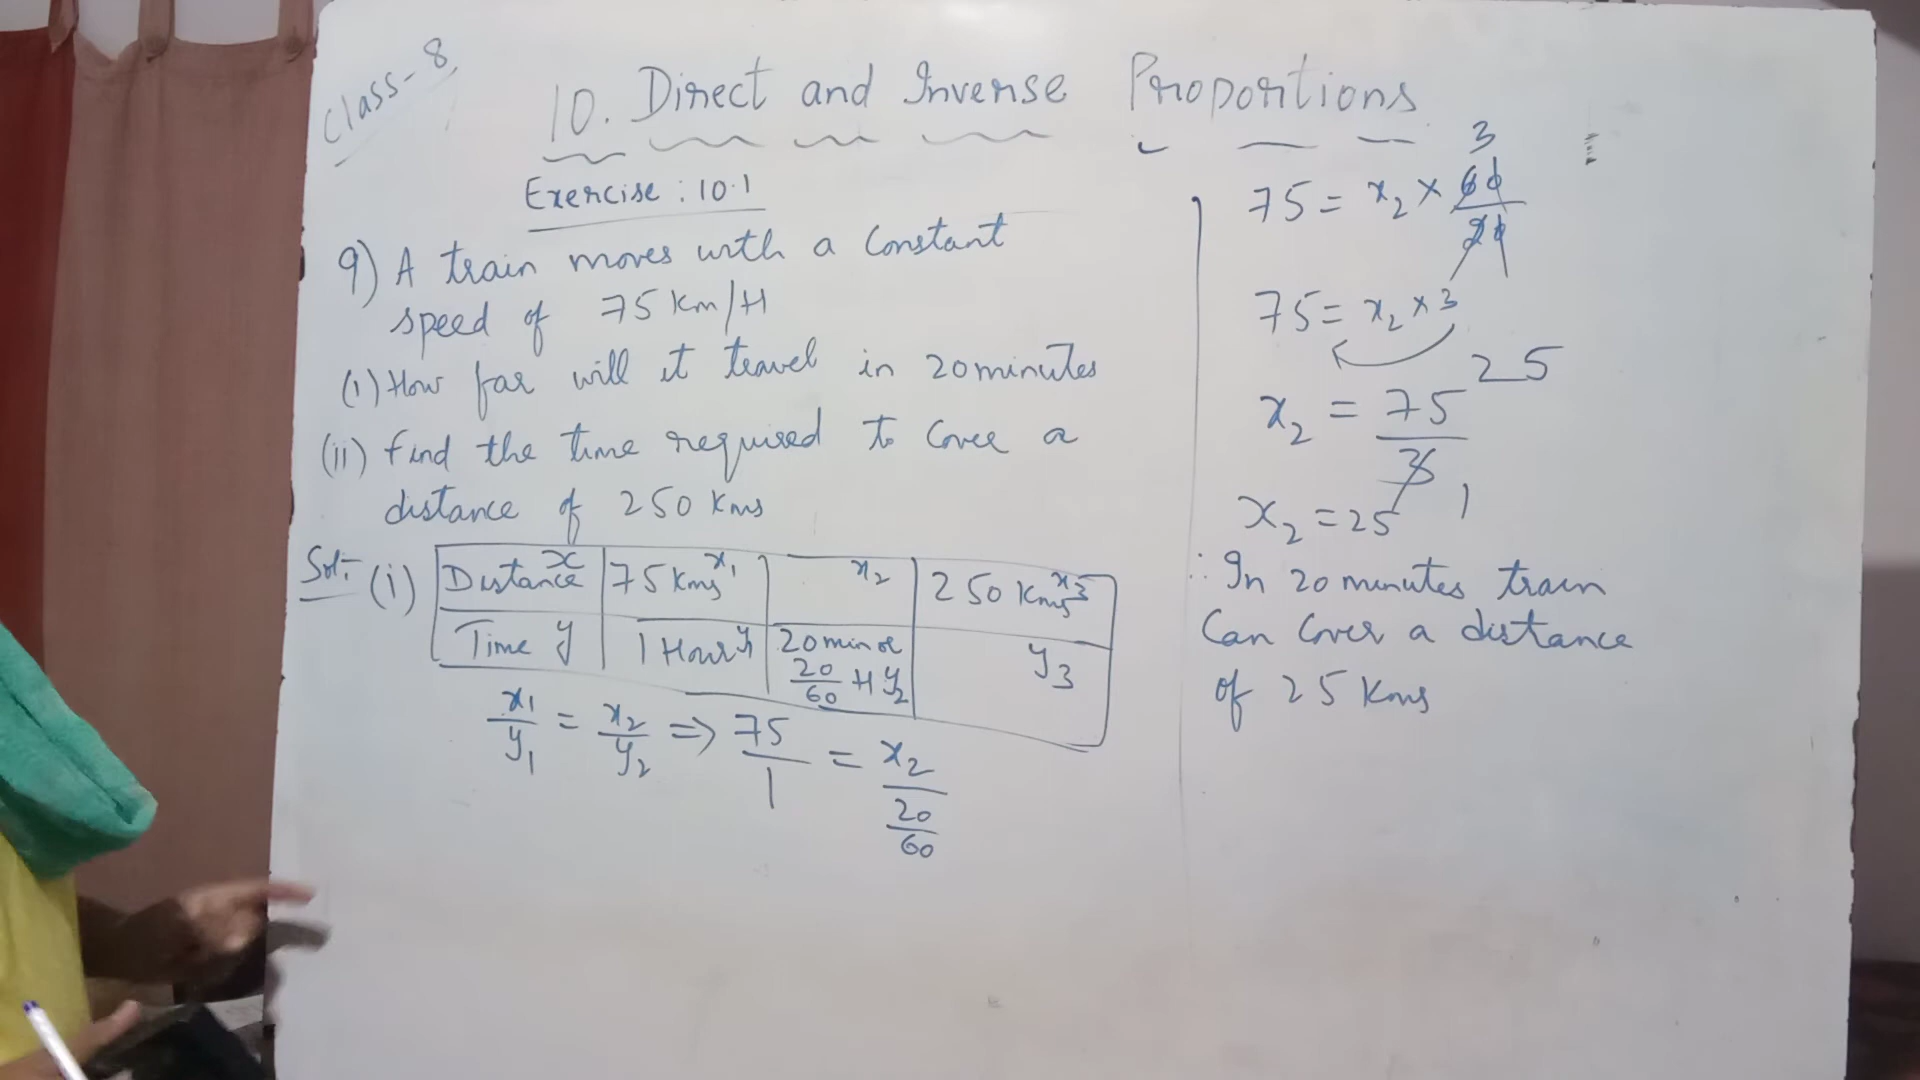 Class-8
10. Direct and Inverse Proportions
Exercise : 10.1
9) A train moves with a Constant
speed of 75 Km/H
(i) How far will it travel in 20 minutes
(ii) find the time required to Cover a
distance of 250 Kms
Sol:- (i)
Distance x | 75 Kms x₁ | x₂ | 250 Kms x₃
Time y | 1 Hour y₁ | 20 min or 20/60 H y₂ | y₃
x₁/y₁ = x₂/y₂ ⇒ 75/1 = x₂/(20/60)
3
75 = x₂ × 60/20
75 = x₂ × 3
x₂ = 75/3 25
1
x₂ = 25
∴ In 20 minutes train
Can Cover a distance
of 25 Kms